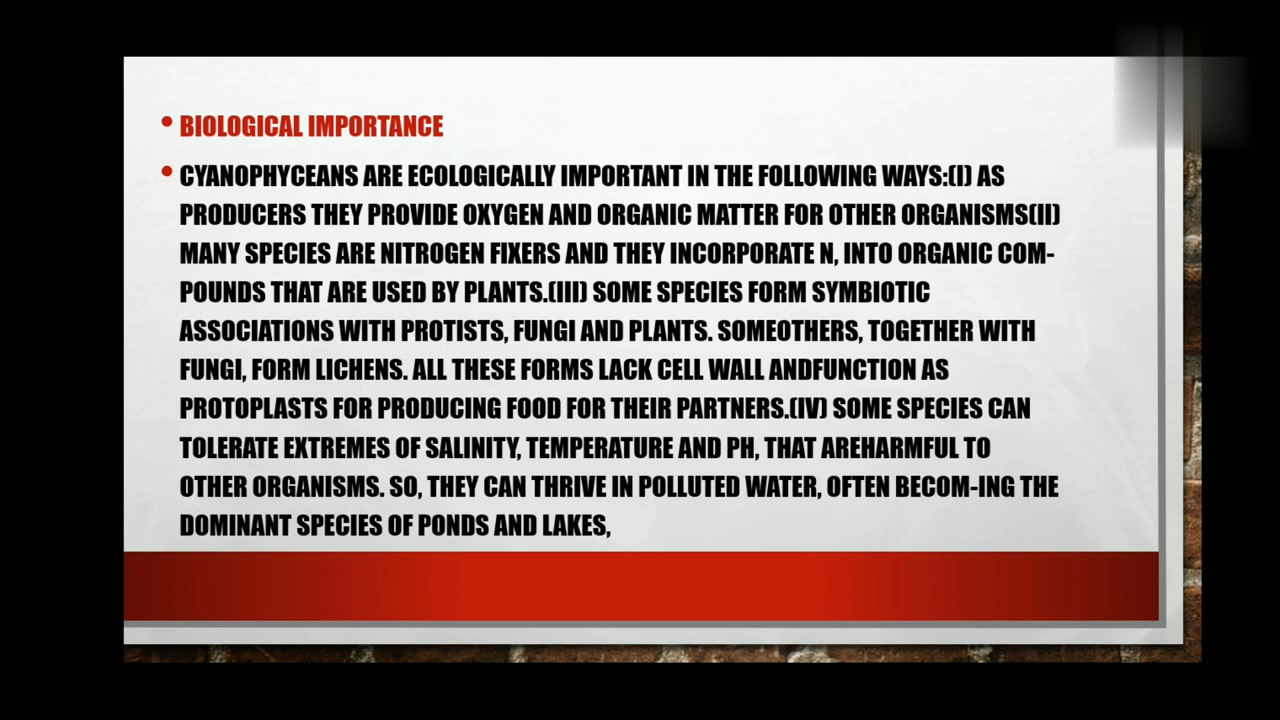 BIOLOGICAL IMPORTANCE
CYANOPHYCEANS ARE ECOLOGICALLY IMPORTANT IN THE FOLLOWING WAYS:(I) AS
PRODUCERS THEY PROVIDE OXYGEN AND ORGANIC MATTER FOR OTHER ORGANISMS(II)
MANY SPECIES ARE NITROGEN FIXERS AND THEY INCORPORATE N, INTO ORGANIC COM-
POUNDS THAT ARE USED BY PLANTS.(III) SOME SPECIES FORM SYMBIOTIC
ASSOCIATIONS WITH PROTISTS, FUNGI AND PLANTS. SOMEOTHERS, TOGETHER WITH
FUNGI, FORM LICHENS. ALL THESE FORMS LACK CELL WALL ANDFUNCTION AS
PROTOPLASTS FOR PRODUCING FOOD FOR THEIR PARTNERS.(IV) SOME SPECIES CAN
TOLERATE EXTREMES OF SALINITY, TEMPERATURE AND PH, THAT AREHARMFUL TO
OTHER ORGANISMS. SO, THEY CAN THRIVE IN POLLUTED WATER, OFTEN BECOM-ING THE
DOMINANT SPECIES OF PONDS AND LAKES,